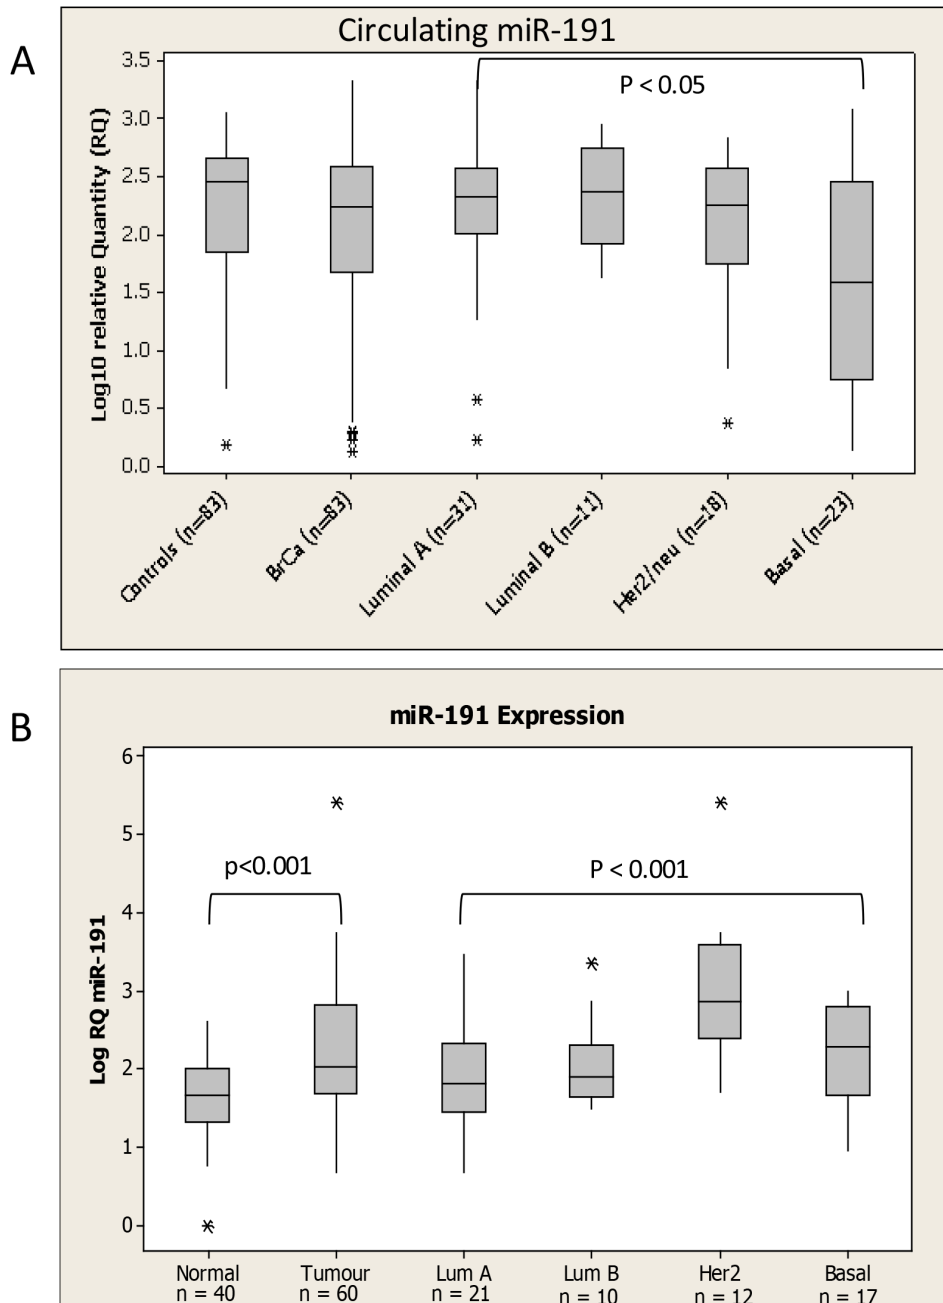 A
Circulating miR-191
P < 0.05
Log10 relative Quantity (RQ)
3.5
3.0
2.5
2.0
1.5
1.0
0.5
0.0
Controls (n=83)
BrCa (n=83)
Luminal A (n=31)
Luminal B (n=11)
Her2/neu (n=18)
Basal (n=23)
B
miR-191 Expression
p<0.001
P < 0.001
Log RQ miR-191
6
5
4
3
2
1
0
Normal Tumour Lum A Lum B Her2 Basal
n = 40 n = 60 n = 21 n = 10 n = 12 n = 17